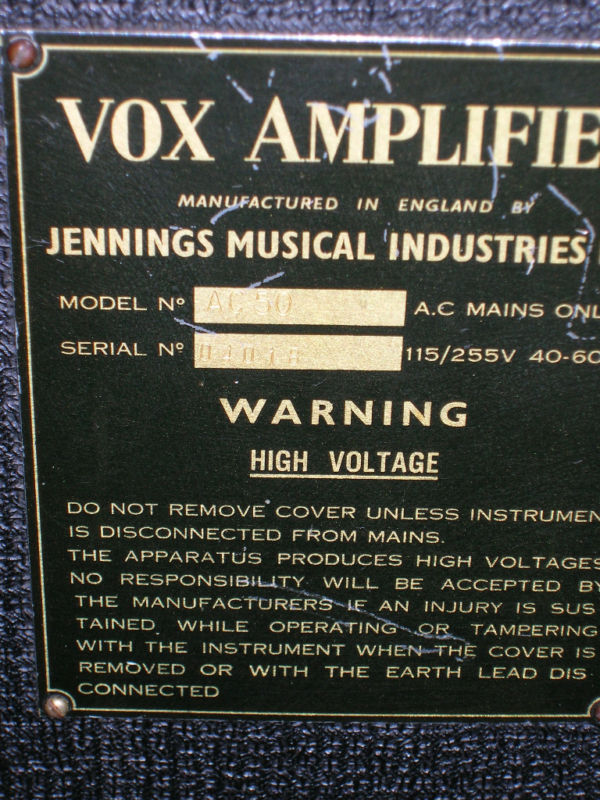 VOX AMPLIFIE
MANUFACTURED IN ENGLAND BY
JENNINGS MUSICAL INDUSTRIES
MODEL Nº AC50 A.C MAINS ONL
SERIAL Nº 115/255V 40-60
WARNING
HIGH VOLTAGE
DO NOT REMOVE COVER UNLESS INSTRUMEN
IS DISCONNECTED FROM MAINS.
THE APPARATUS PRODUCES HIGH VOLTAGES
NO RESPONSIBILITY WILL BE ACCEPTED BY
THE MANUFACTURERS IF AN INJURY IS SUS
TAINED WHILE OPERATING OR TAMPERING
WITH THE INSTRUMENT WHEN THE COVER IS
REMOVED OR WITH THE EARTH LEAD DIS
CONNECTED